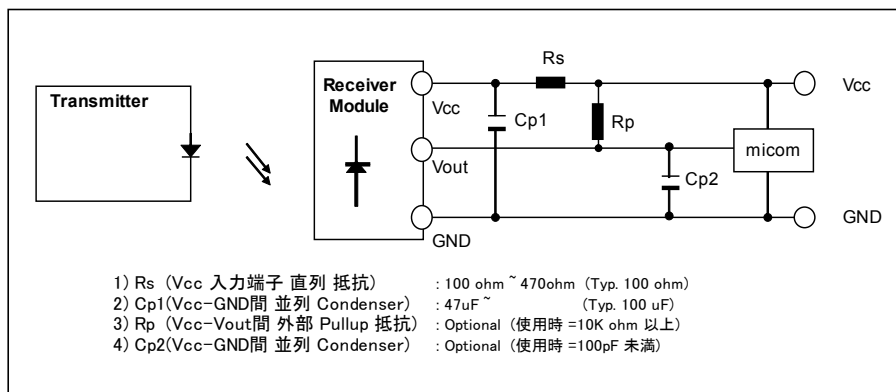 Transmitter
Receiver
Module
Vcc
Vout
GND
Rs
Cp1
Rp
Cp2
micom
Vcc
GND
1) Rs (Vcc 入力端子 直列 抵抗) : 100 ohm ~ 470ohm (Typ. 100 ohm)
2) Cp1(Vcc-GND間 並列 Condenser) : 47uF ~ (Typ. 100 uF)
3) Rp (Vcc-Vout間 外部 Pullup 抵抗) : Optional (使用時 =10K ohm 以上)
4) Cp2(Vcc-GND間 並列 Condenser) : Optional (使用時 =100pF 未満)